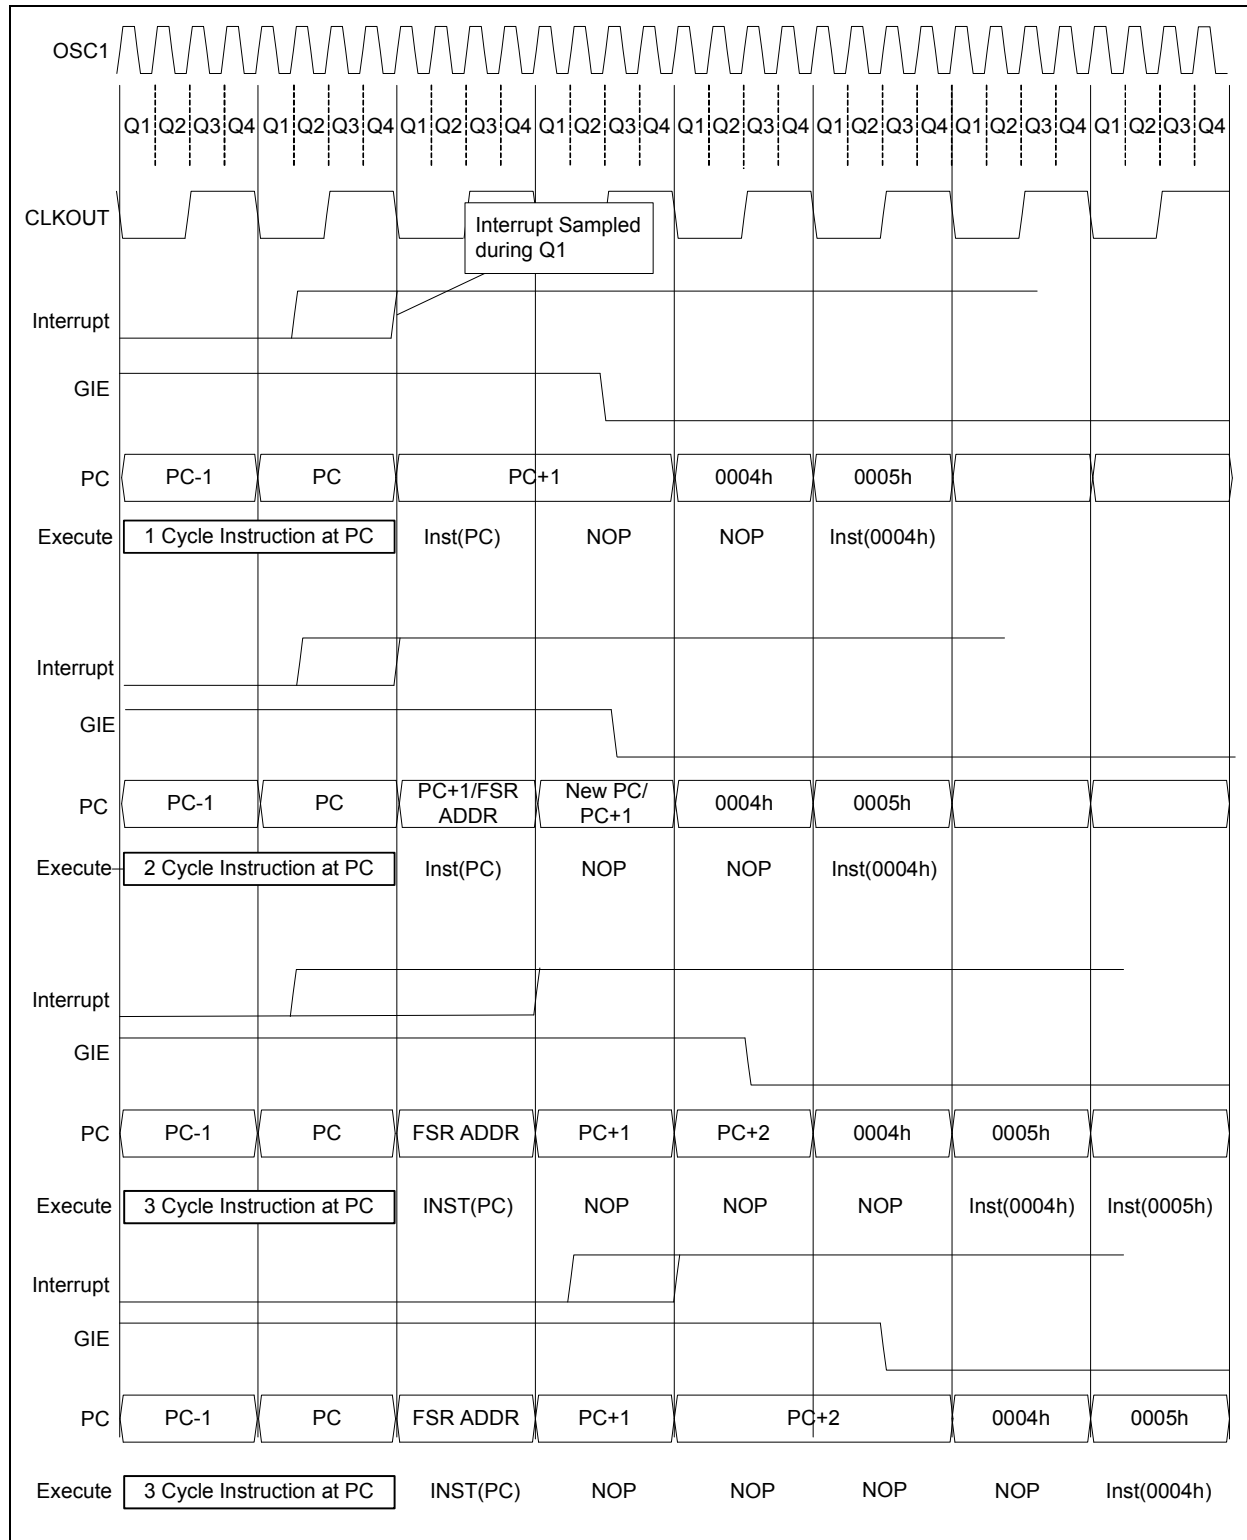 OSC1
Q1 Q2 Q3 Q4 Q1 Q2 Q3 Q4 Q1 Q2 Q3 Q4 Q1 Q2 Q3 Q4 Q1 Q2 Q3 Q4 Q1 Q2 Q3 Q4 Q1 Q2 Q3 Q4 Q1 Q2 Q3 Q4
CLKOUT
Interrupt Sampled
during Q1
Interrupt
GIE
PC PC-1 PC PC+1 0004h 0005h
Execute 1 Cycle Instruction at PC Inst(PC) NOP NOP Inst(0004h)
Interrupt
GIE
PC PC-1 PC PC+1/FSR ADDR New PC/ PC+1 0004h 0005h
Execute 2 Cycle Instruction at PC Inst(PC) NOP NOP Inst(0004h)
Interrupt
GIE
PC PC-1 PC FSR ADDR PC+1 PC+2 0004h 0005h
Execute 3 Cycle Instruction at PC INST(PC) NOP NOP NOP Inst(0004h) Inst(0005h)
Interrupt
GIE
PC PC-1 PC FSR ADDR PC+1 PC+2 0004h 0005h
Execute 3 Cycle Instruction at PC INST(PC) NOP NOP NOP NOP Inst(0004h)